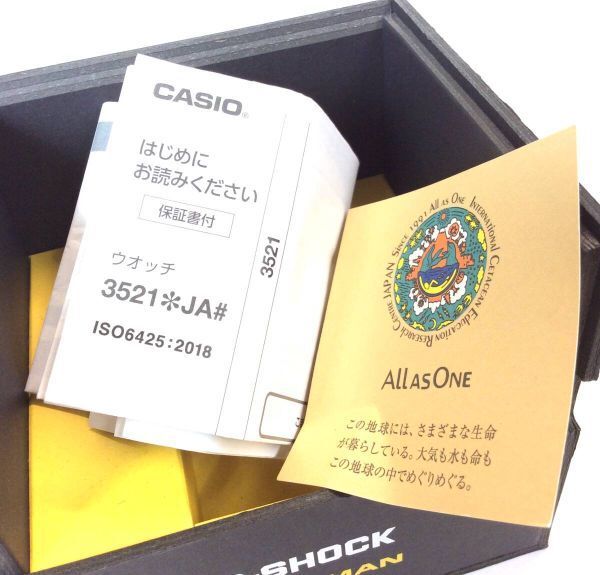 CASIO®
はじめに
お読みください
保証書付
ウオッチ
3521✻JA#
ISO6425:2018
3521
SINCE 1991 ALL AS ONE INTERNATIONAL CETACEAN EDUCATION RESEARCH CENTRE JAPAN
ALL AS ONE
この地球には、さまざまな生命
が暮らしている。大気も水も命も
この地球の中でめぐりめぐる。
-SHOCK
MAN